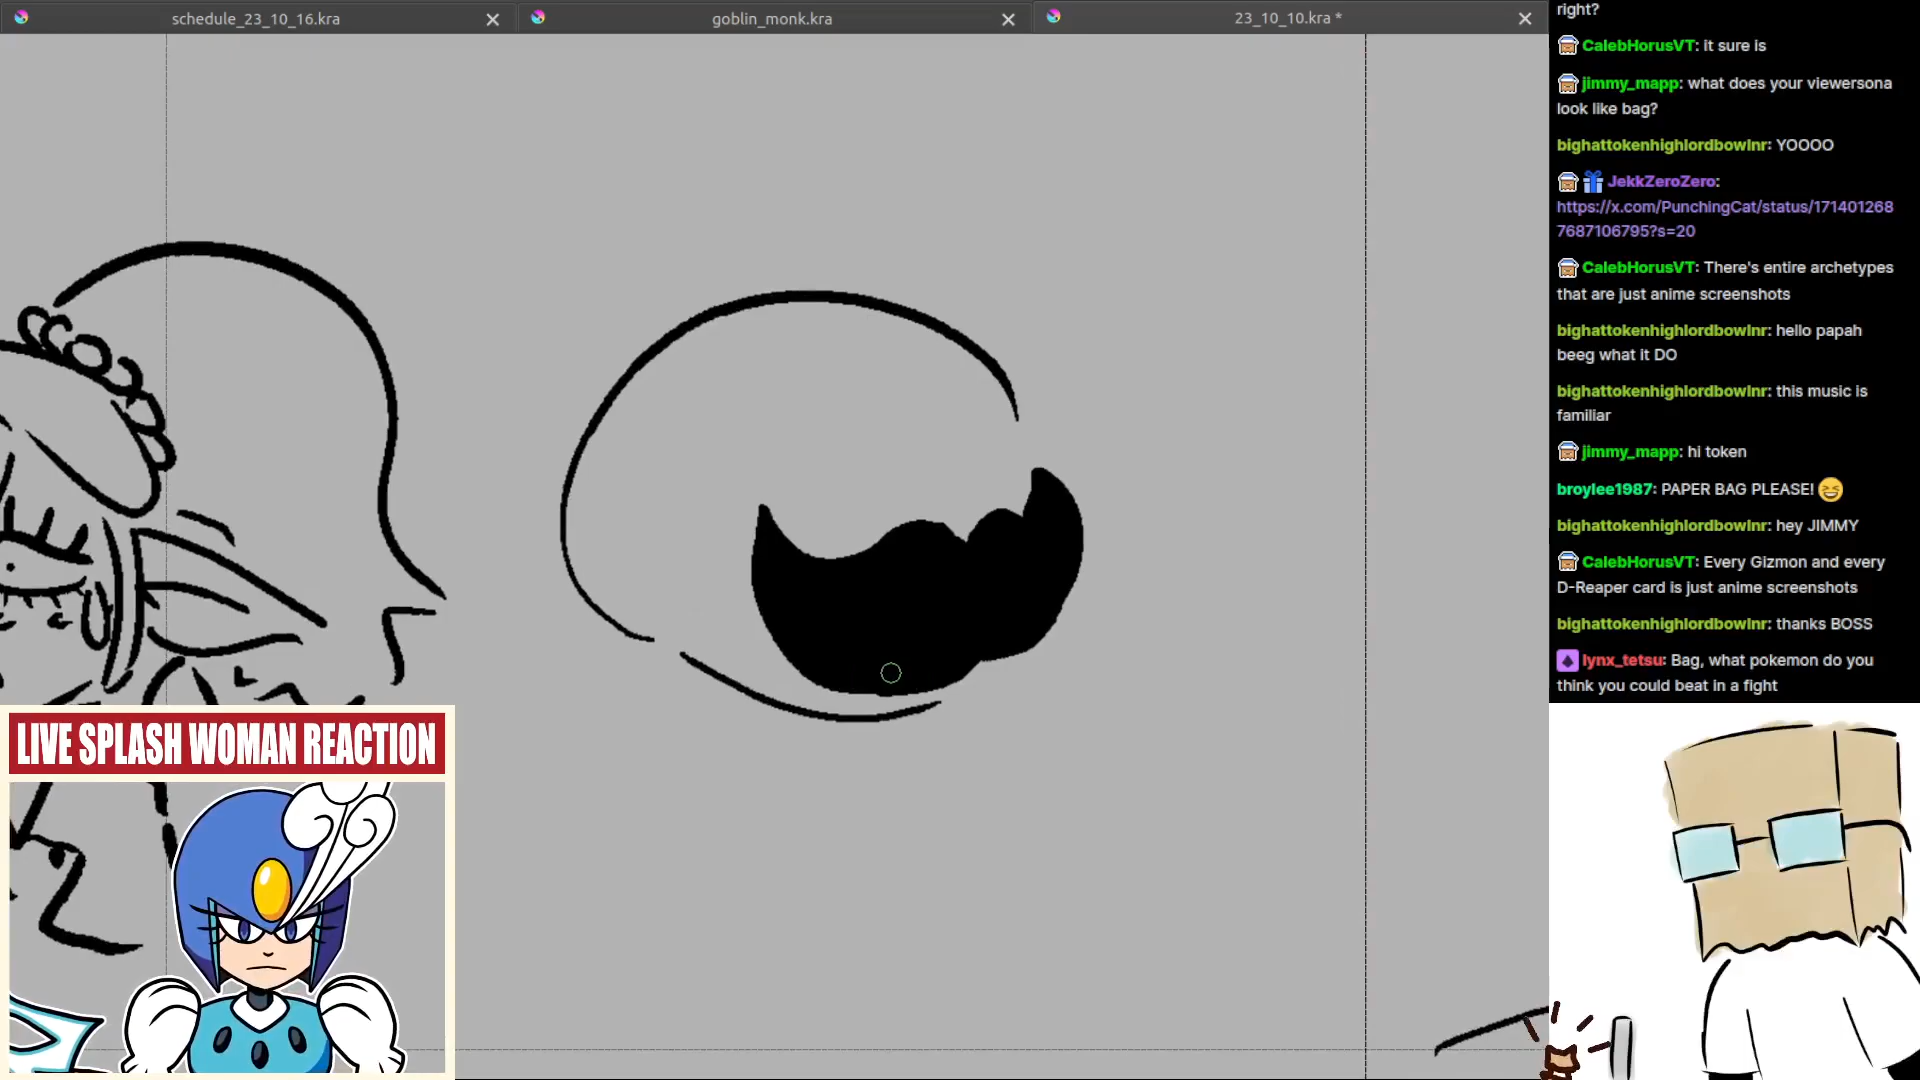 schedule_23_10_16.kra
goblin_monk.kra
23_10_10.kra *
right?
CalebHorusVT: it sure is
jimmy_mapp: what does your viewersona
look like bag?
bighattokenhighlordbowlnr: YOOOO
JekkZeroZero:
https://x.com/PunchingCat/status/171401268
7687106795?s=20
CalebHorusVT: There's entire archetypes
that are just anime screenshots
bighattokenhighlordbowlnr: hello papah
beeg what it DO
bighattokenhighlordbowlnr: this music is
familiar
jimmy_mapp: hi token
broylee1987: PAPER BAG PLEASE!
bighattokenhighlordbowlnr: hey JIMMY
CalebHorusVT: Every Gizmon and every
D-Reaper card is just anime screenshots
bighattokenhighlordbowlnr: thanks BOSS
lynx_tetsu: Bag, what pokemon do you
think you could beat in a fight
LIVE SPLASH WOMAN REACTION